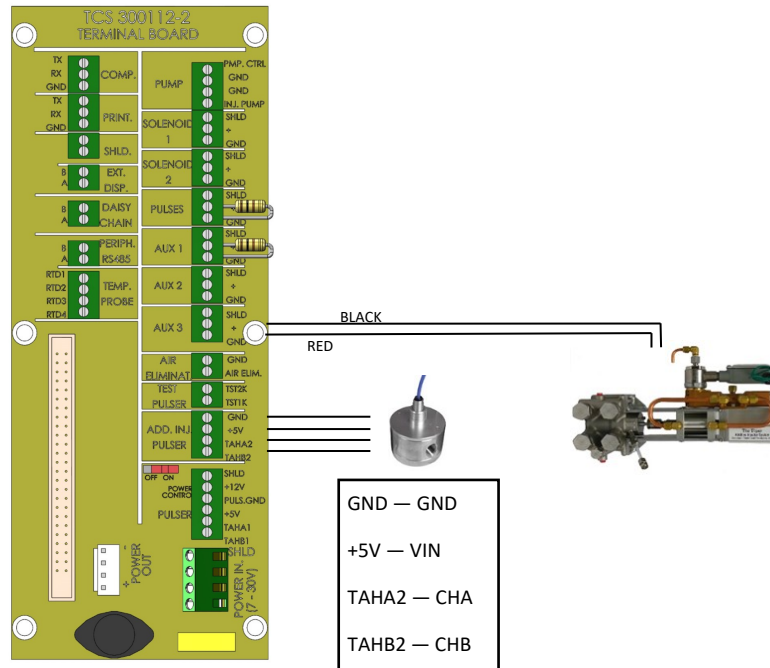 TCS 300112-2
TERMINAL BOARD
TX
RX
GND
COMP.
TX
RX
GND
PRINT.
SHLD.
B
A
EXT.
DISP.
B
A
DAISY
CHAIN
B
A
PERIPH.
RS485
RTD1
RTD2
RTD3
RTD4
TEMP.
PROBE
PUMP
PMP. CTRL
GND
GND
INJ. PUMP
SOLENOID
1
SHLD
+
GND
SOLENOID
2
SHLD
+
GND
PULSES
SHLD
GND
AUX 1
SHLD
GND
AUX 2
SHLD
+
GND
AUX 3
SHLD
+
GND
AIR
ELIMINAT
GND
AIR ELIM.
TEST
PULSER
TST2K
TST1K
ADD. INJ.
PULSER
GND
+5V
TAHA2
TAHB2
OFF ON
POWER
CONTRO
PULSER
SHLD
+12V
PULS.GND
+5V
TAHA1
TAHB1
- +
POWER
OUT
SHLD
POWER IN.
(7 - 30V)
BLACK
RED
GND — GND
+5V — VIN
TAHA2 — CHA
TAHB2 — CHB